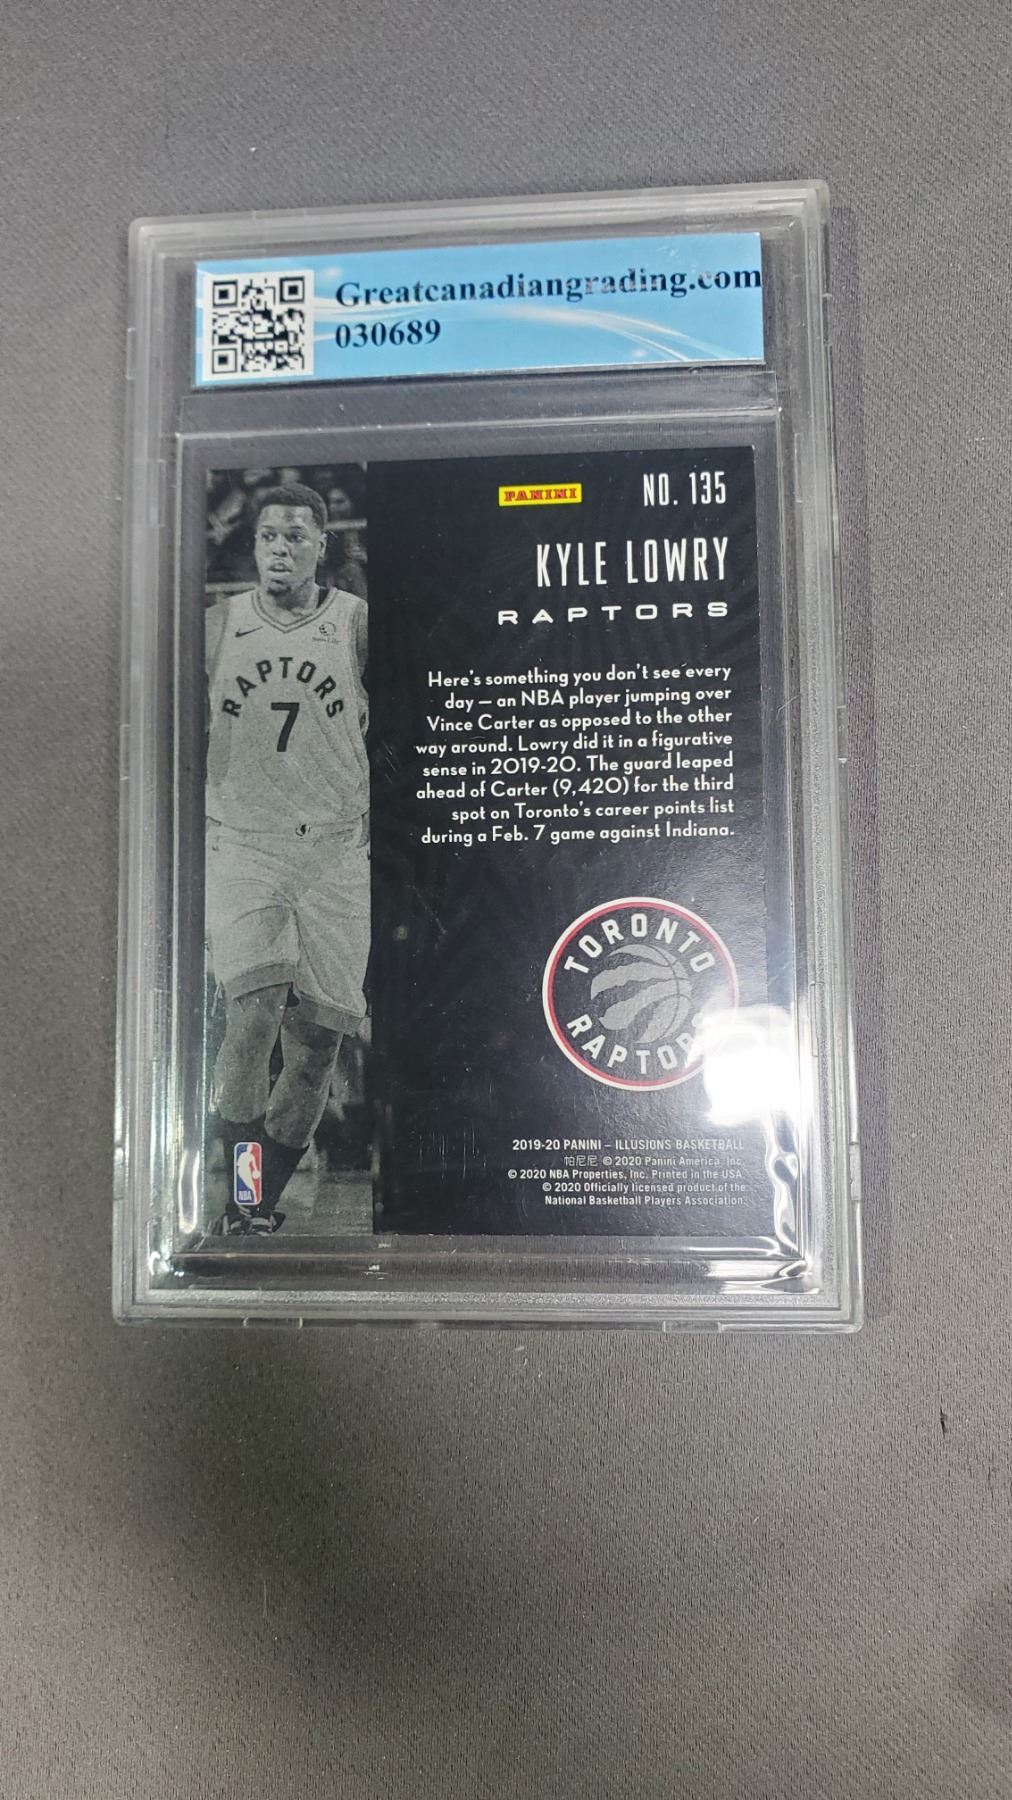 Greatcanadiangrading.com
030689
PANINI
NO. 135
KYLE LOWRY
RAPTORS
Here's something you don't see every
day – an NBA player jumping over
Vince Carter as opposed to the other
way around. Lowry did it in a figurative
sense in 2019-20. The guard leaped
ahead of Carter (9,420) for the third
spot on Toronto's career points list
during a Feb. 7 game against Indiana.
RAPTORS
7
TORONTO
RAPTORS
2019-20 PANINI – ILLUSIONS BASKETBALL
帕尼尼 © 2020 Panini America, Inc.
© 2020 NBA Properties, Inc. Printed in the USA.
© 2020 Officially licensed product of the
National Basketball Players Association.
NBA